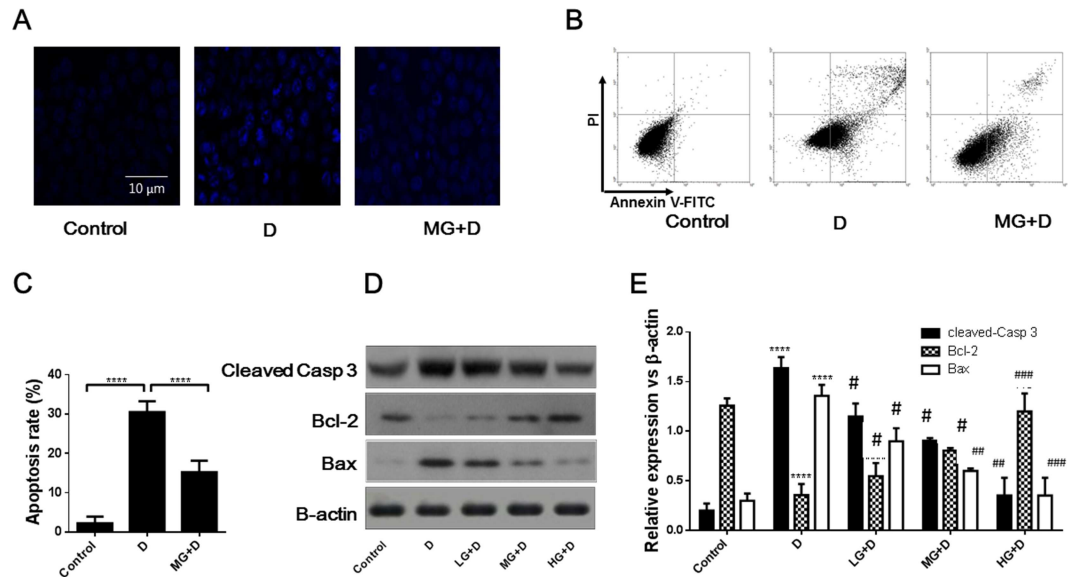 A
10 µm
Control
D
MG+D
B
PI
Annexin V-FITC
Control
D
MG+D
C
Apoptosis rate (%)
40
30
20
10
0
****
****
Control
D
MG+D
D
Cleaved Casp 3
Bcl-2
Bax
B-actin
Control
D
LG+D
MG+D
HG+D
E
Relative expression vs β-actin
2.0
1.5
1.0
0.5
0.0
cleaved-Casp 3
Bcl-2
Bax
****
****
****
#
#
#
#
#
##
##
###
###
Control
D
LG+D
MG+D
HG+D